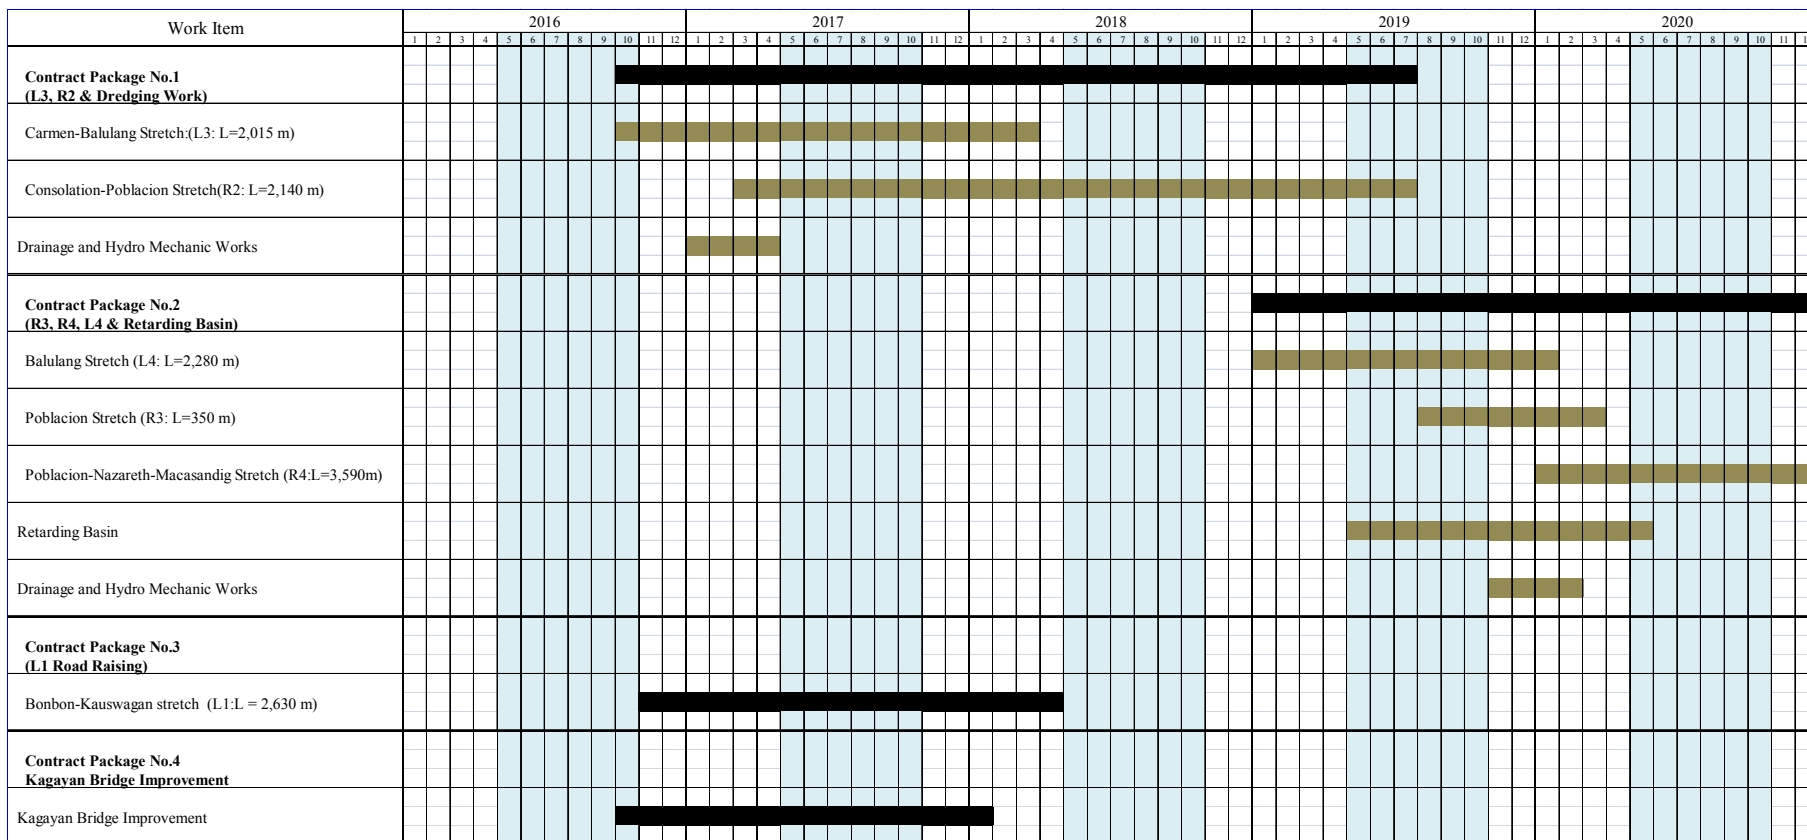 Work Item
2016 2017 2018 2019 2020
1 2 3 4 5 6 7 8 9 10 11 12 1 2 3 4 5 6 7 8 9 10 11 12 1 2 3 4 5 6 7 8 9 10 11 12 1 2 3 4 5 6 7 8 9 10 11 12 1 2 3 4 5 6 7 8 9 10 11
Contract Package No.1
(L3, R2 & Dredging Work)
Carmen-Balulang Stretch:(L3: L=2,015 m)
Consolation-Poblacion Stretch(R2: L=2,140 m)
Drainage and Hydro Mechanic Works
Contract Package No.2
(R3, R4, L4 & Retarding Basin)
Balulang Stretch (L4: L=2,280 m)
Poblacion Stretch (R3: L=350 m)
Poblacion-Nazareth-Macasandig Stretch (R4:L=3,590m)
Retarding Basin
Drainage and Hydro Mechanic Works
Contract Package No.3
(L1 Road Raising)
Bonbon-Kauswagan stretch (L1:L = 2,630 m)
Contract Package No.4
Kagayan Bridge Improvement
Kagayan Bridge Improvement